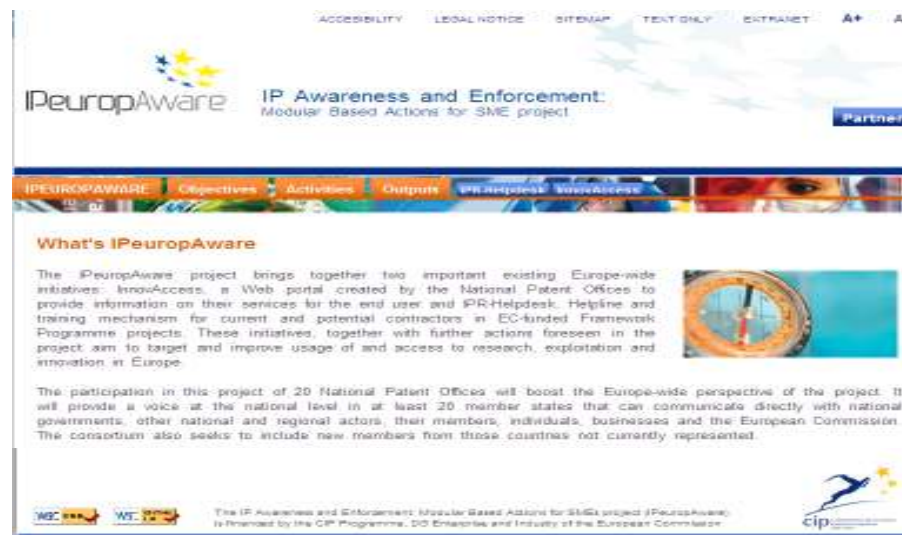 ACCESIBILITY LEGAL NOTICE SITEMAP TEXT ONLY EXTRANET A+ A
IPeuropAware
IP Awareness and Enforcement:
Modular Based Actions for SME project
Partner
IPEUROPAWARE Objectives Activities Outputs IPR-Helpdesk InnovAccess
What's IPeuropAware
The IPeuropAware project brings together two important existing Europe-wide
initiatives: InnovAccess, a Web portal created by the National Patent Offices to
provide information on their services for the end user and IPR-Helpdesk, Helpline and
training mechanism for current and potential contractors in EC-funded Framework
Programme projects. These initiatives, together with further actions foreseen in the
project aim to target and improve usage of and access to research, exploitation and
innovation in Europe.
The participation in this project of 20 National Patent Offices will boost the Europe-wide perspective of the project. It
will provide a voice at the national level in at least 20 member states that can communicate directly with national
governments, other national and regional actors, their members, individuals, businesses and the European Commission.
The consortium also seeks to include new members from those countries not currently represented.
W3C css W3C
The IP Awareness and Enforcement: Modular Based Actions for SMEs project (IPeuropAware)
is financed by the CIP Programme, DG Enterprise and Industry of the European Commission
cip